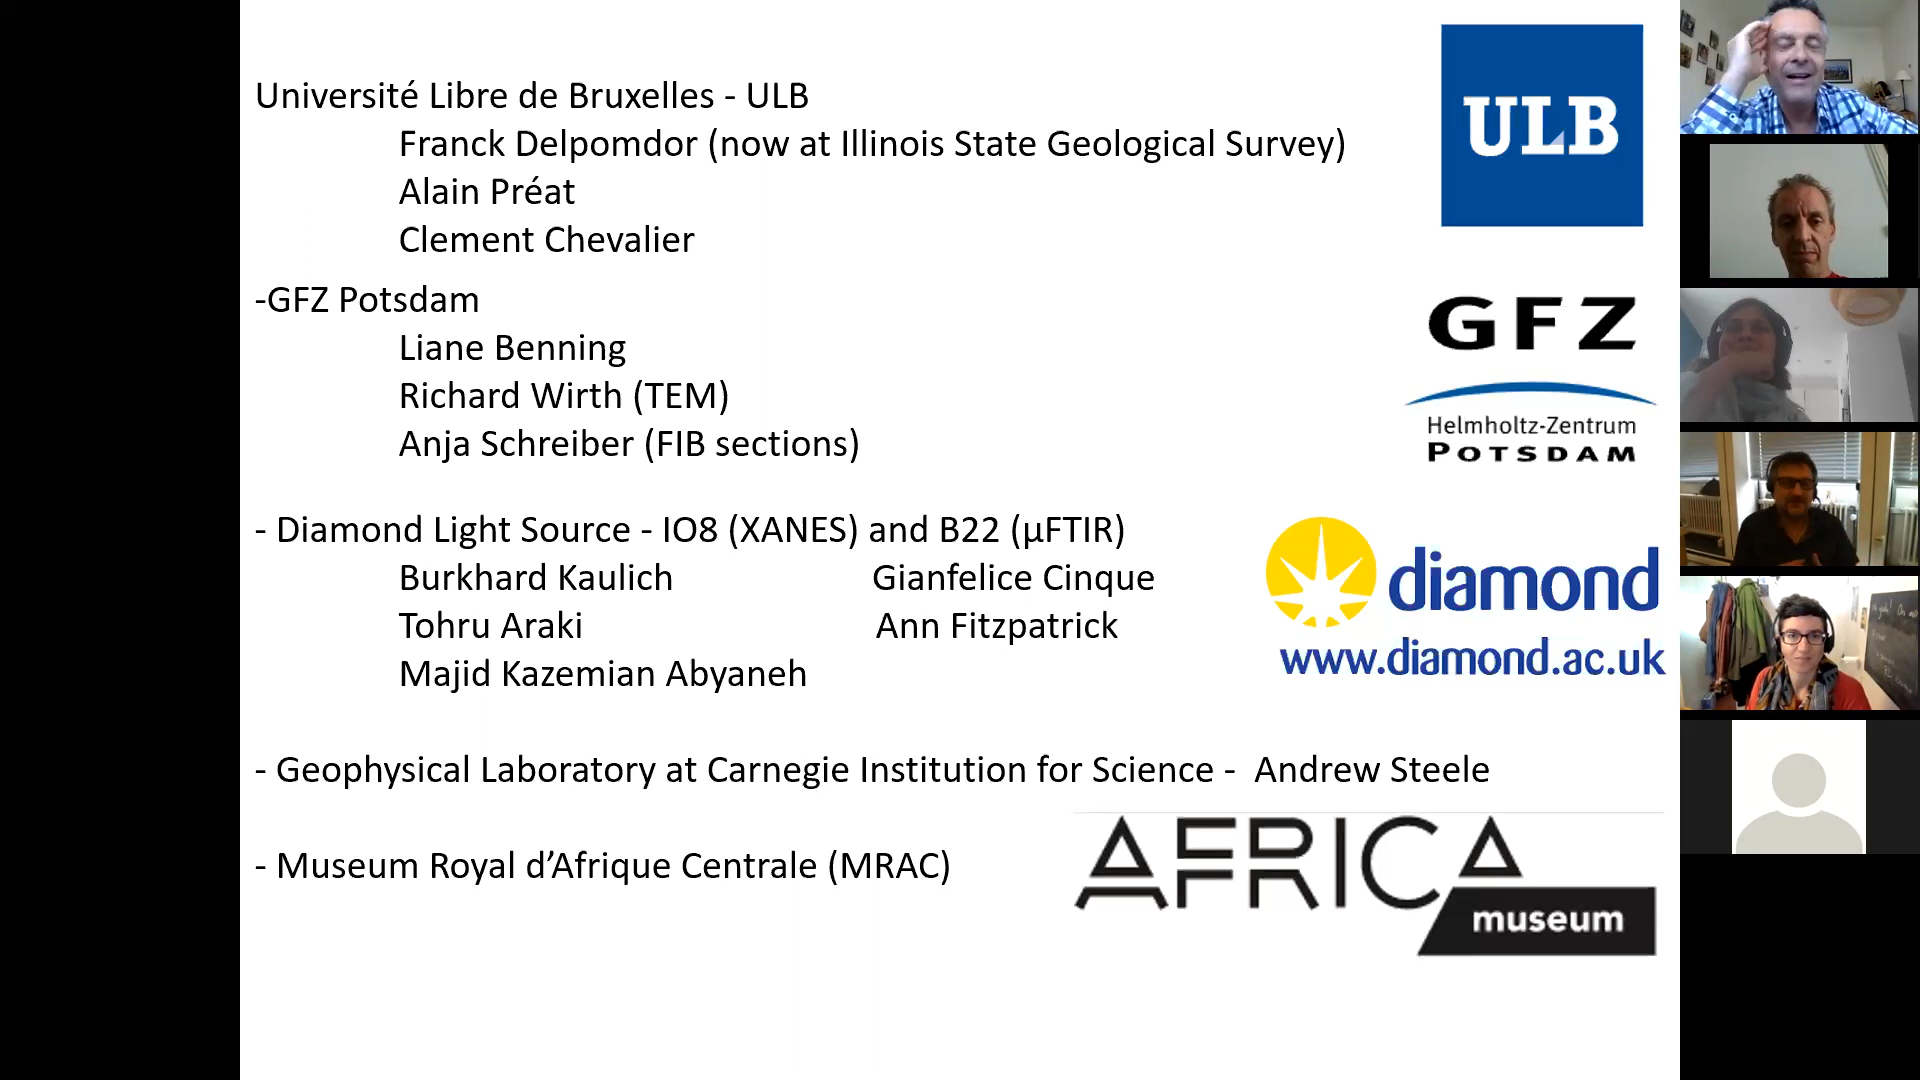 Université Libre de Bruxelles - ULB
Franck Delpomdor (now at Illinois State Geological Survey)
Alain Préat
Clement Chevalier
ULB
-GFZ Potsdam
Liane Benning
Richard Wirth (TEM)
Anja Schreiber (FIB sections)
GFZ
Helmholtz-Zentrum
POTSDAM
- Diamond Light Source - IO8 (XANES) and B22 (µFTIR)
Burkhard Kaulich Gianfelice Cinque
Tohru Araki Ann Fitzpatrick
Majid Kazemian Abyaneh
diamond
www.diamond.ac.uk
- Geophysical Laboratory at Carnegie Institution for Science - Andrew Steele
- Museum Royal d’Afrique Centrale (MRAC)
AFRICA
museum